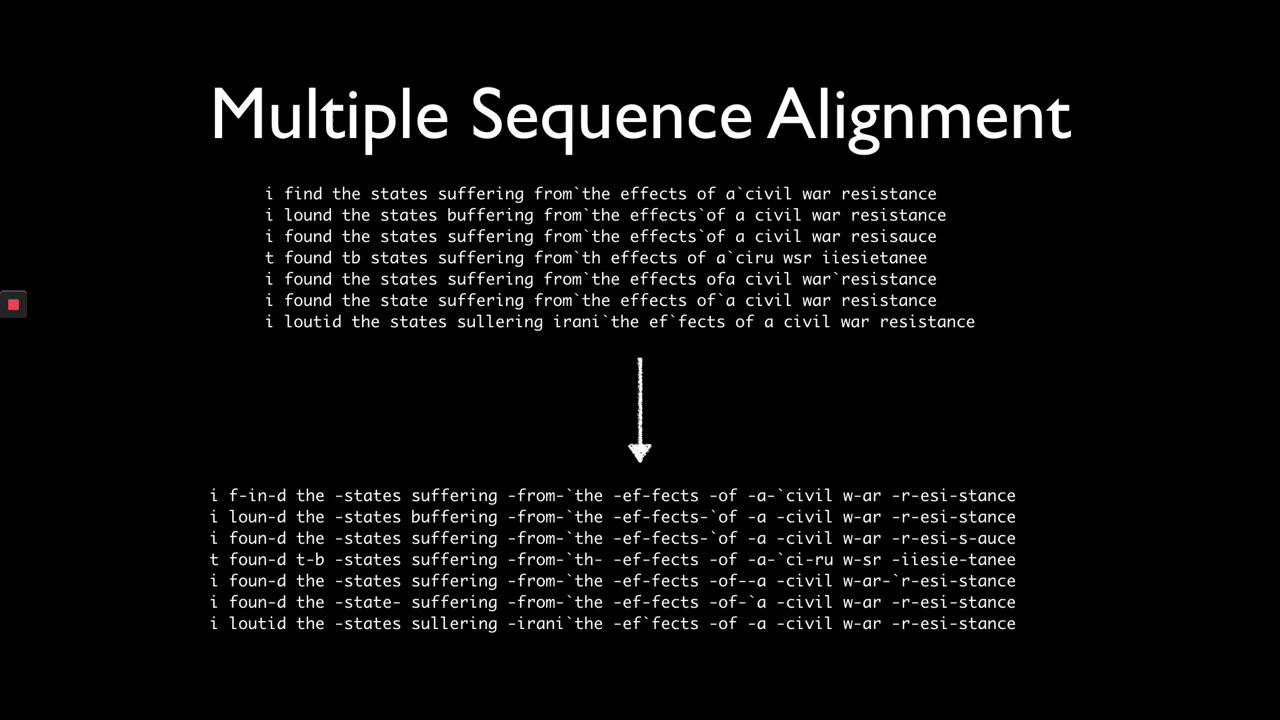 Multiple Sequence Alignment
i find the states suffering from`the effects of a`civil war resistance
i lound the states buffering from`the effects`of a civil war resistance
i found the states suffering from`the effects`of a civil war resisauce
t found tb states suffering from`th effects of a`ciru wsr iiesietanee
i found the states suffering from`the effects ofa civil war`resistance
i found the state suffering from`the effects of`a civil war resistance
i loutid the states sullering irani`the ef`fects of a civil war resistance
i f-in-d the -states suffering -from-`the -ef-fects -of -a-`civil w-ar -r-esi-stance
i loun-d the -states buffering -from-`the -ef-fects-`of -a -civil w-ar -r-esi-stance
i foun-d the -states suffering -from-`the -ef-fects-`of -a -civil w-ar -r-esi-s-auce
t foun-d t-b -states suffering -from-`th- -ef-fects -of -a-`ci-ru w-sr -iiesie-tanee
i foun-d the -states suffering -from-`the -ef-fects -of--a -civil w-ar-`r-esi-stance
i foun-d the -state- suffering -from-`the -ef-fects -of-`a -civil w-ar -r-esi-stance
i loutid the -states sullering -irani`the -ef`fects -of -a -civil w-ar -r-esi-stance